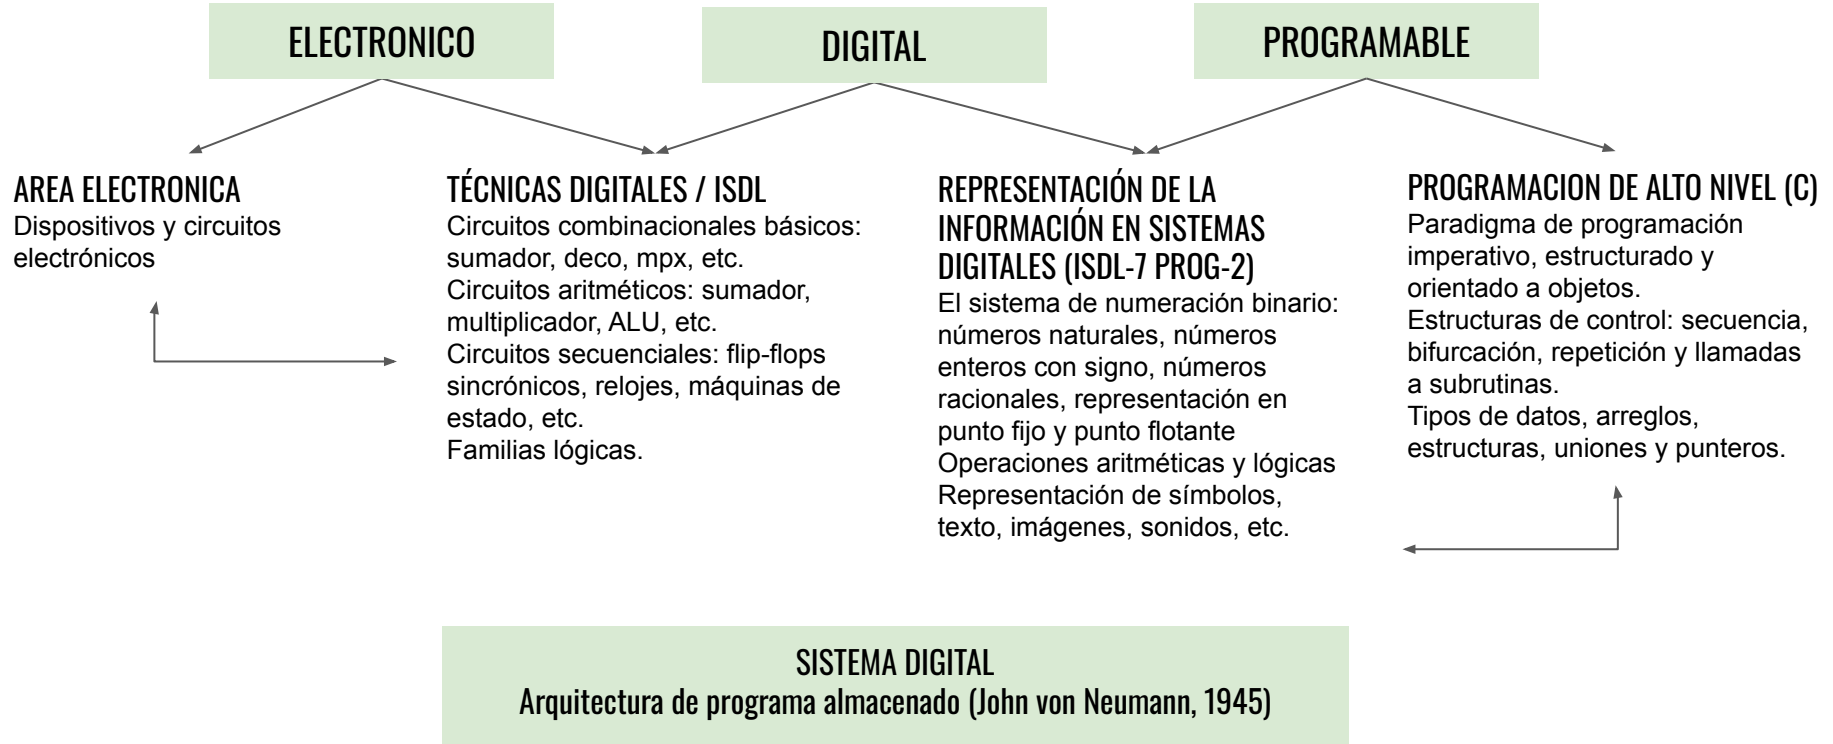 ELECTRONICO
DIGITAL
PROGRAMABLE
AREA ELECTRONICA
Dispositivos y circuitos
electrónicos
TÉCNICAS DIGITALES / ISDL
Circuitos combinacionales básicos:
sumador, deco, mpx, etc.
Circuitos aritméticos: sumador,
multiplicador, ALU, etc.
Circuitos secuenciales: flip-flops
sincrónicos, relojes, máquinas de
estado, etc.
Familias lógicas.
REPRESENTACIÓN DE LA
INFORMACIÓN EN SISTEMAS
DIGITALES (ISDL-7 PROG-2)
El sistema de numeración binario:
números naturales, números
enteros con signo, números
racionales, representación en
punto fijo y punto flotante
Operaciones aritméticas y lógicas
Representación de símbolos,
texto, imágenes, sonidos, etc.
PROGRAMACION DE ALTO NIVEL (C)
Paradigma de programación
imperativo, estructurado y
orientado a objetos.
Estructuras de control: secuencia,
bifurcación, repetición y llamadas
a subrutinas.
Tipos de datos, arreglos,
estructuras, uniones y punteros.
SISTEMA DIGITAL
Arquitectura de programa almacenado (John von Neumann, 1945)